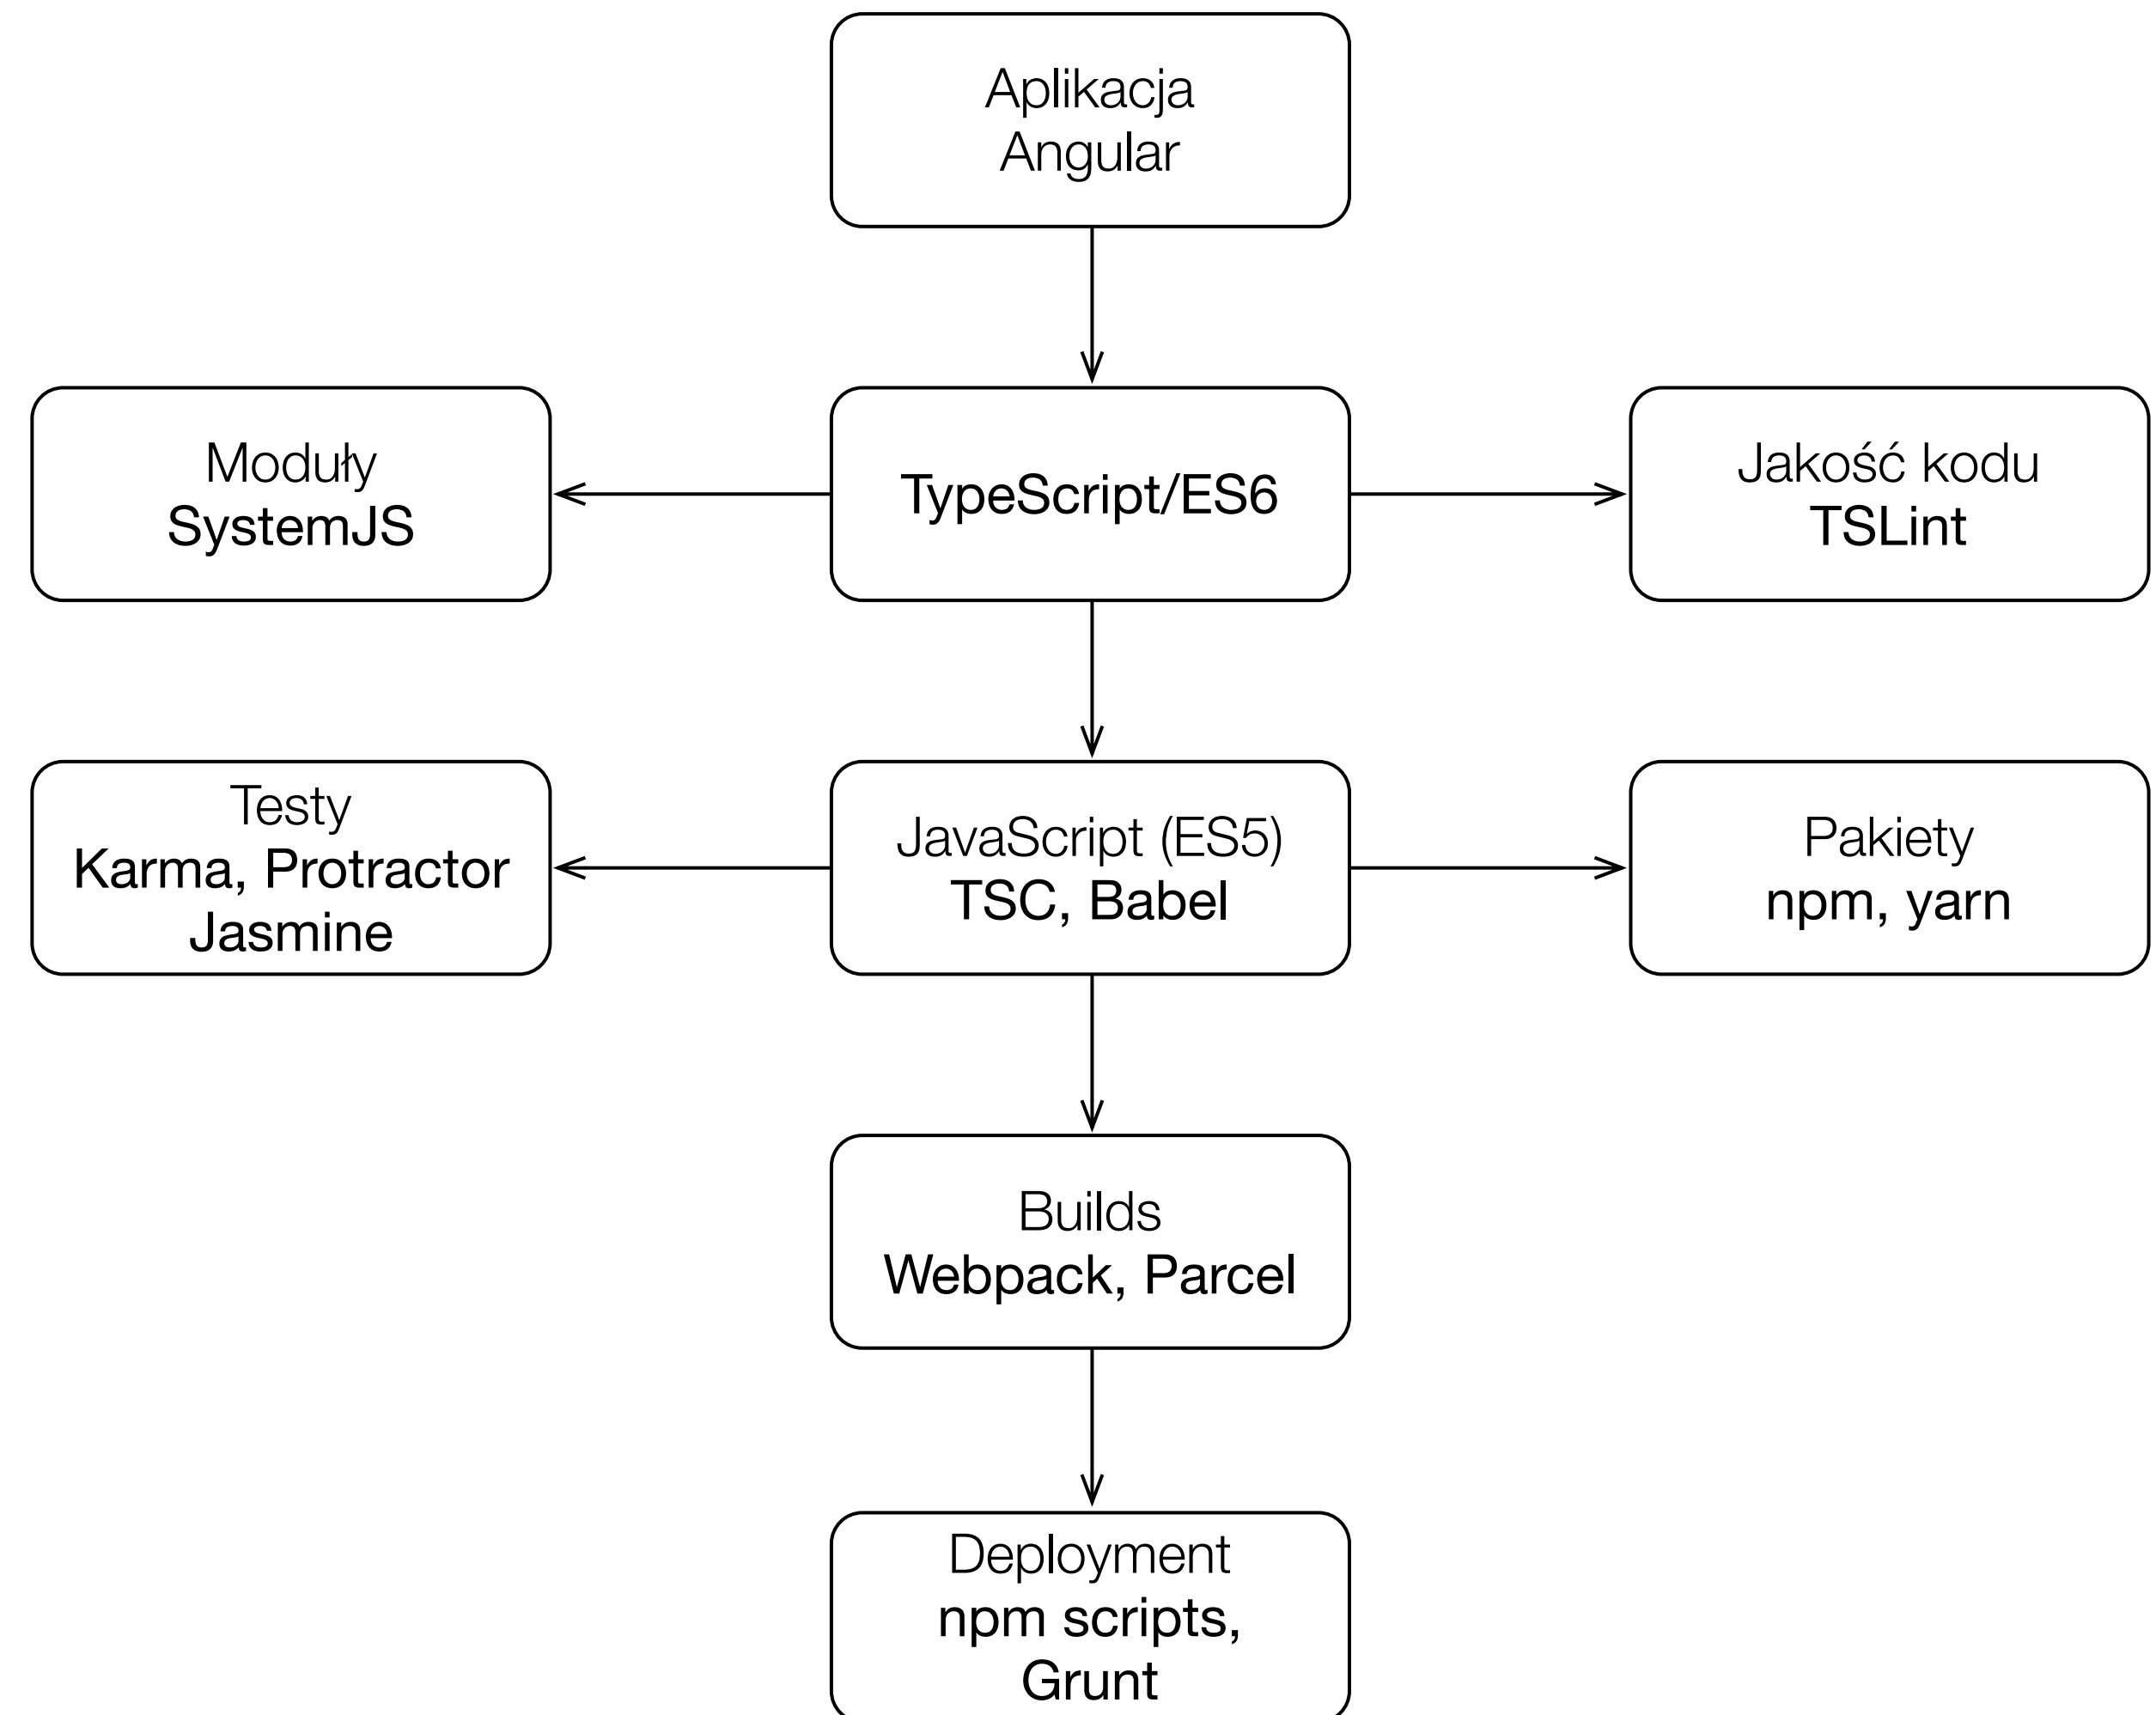 Aplikacja
Angular
Moduły
SystemJS
TypeScript/ES6
Jakość kodu
TSLint
Testy
Karma, Protractor
Jasmine
JavaScript (ES5)
TSC, Babel
Pakiety
npm, yarn
Builds
Webpack, Parcel
Deployment
npm scripts,
Grunt